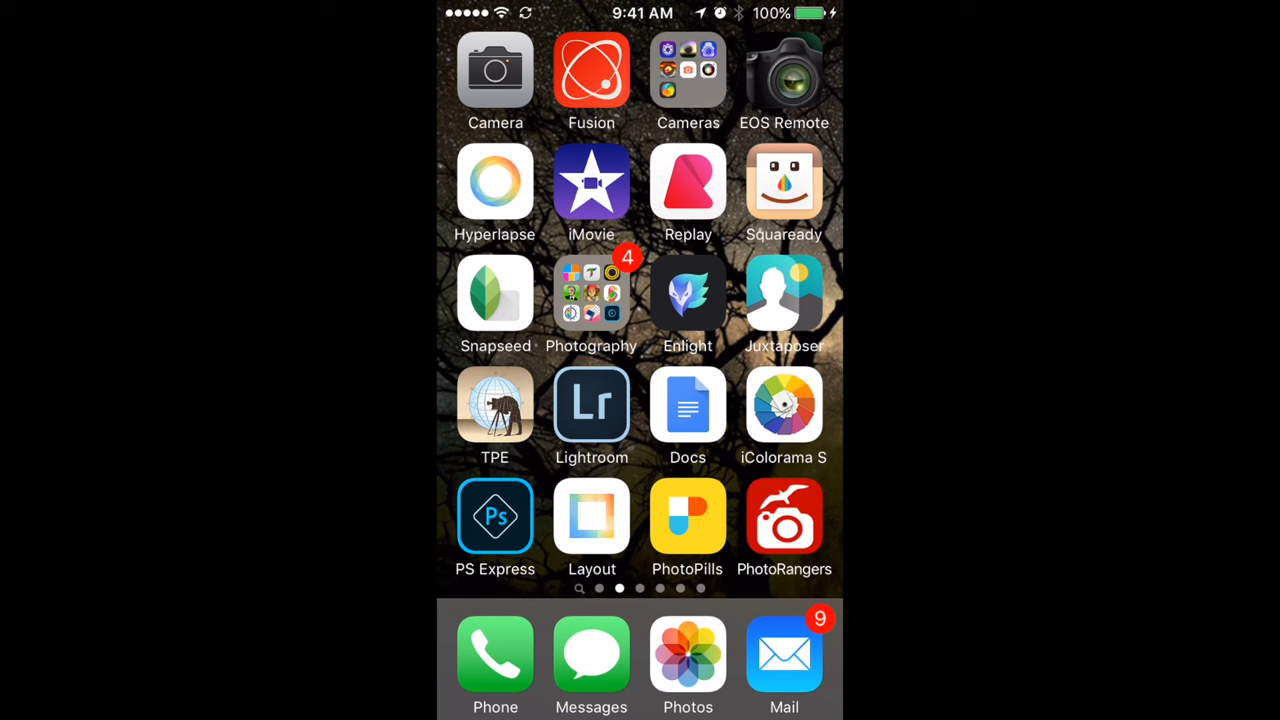 9:41 AM 100%
Camera Fusion Cameras EOS Remote
Hyperlapse iMovie Replay Squaready
4
Snapseed Photography Enlight Juxtaposer
Lr
TPE Lightroom Docs iColorama S
Ps
PS Express Layout PhotoPills PhotoRangers
9
Phone Messages Photos Mail